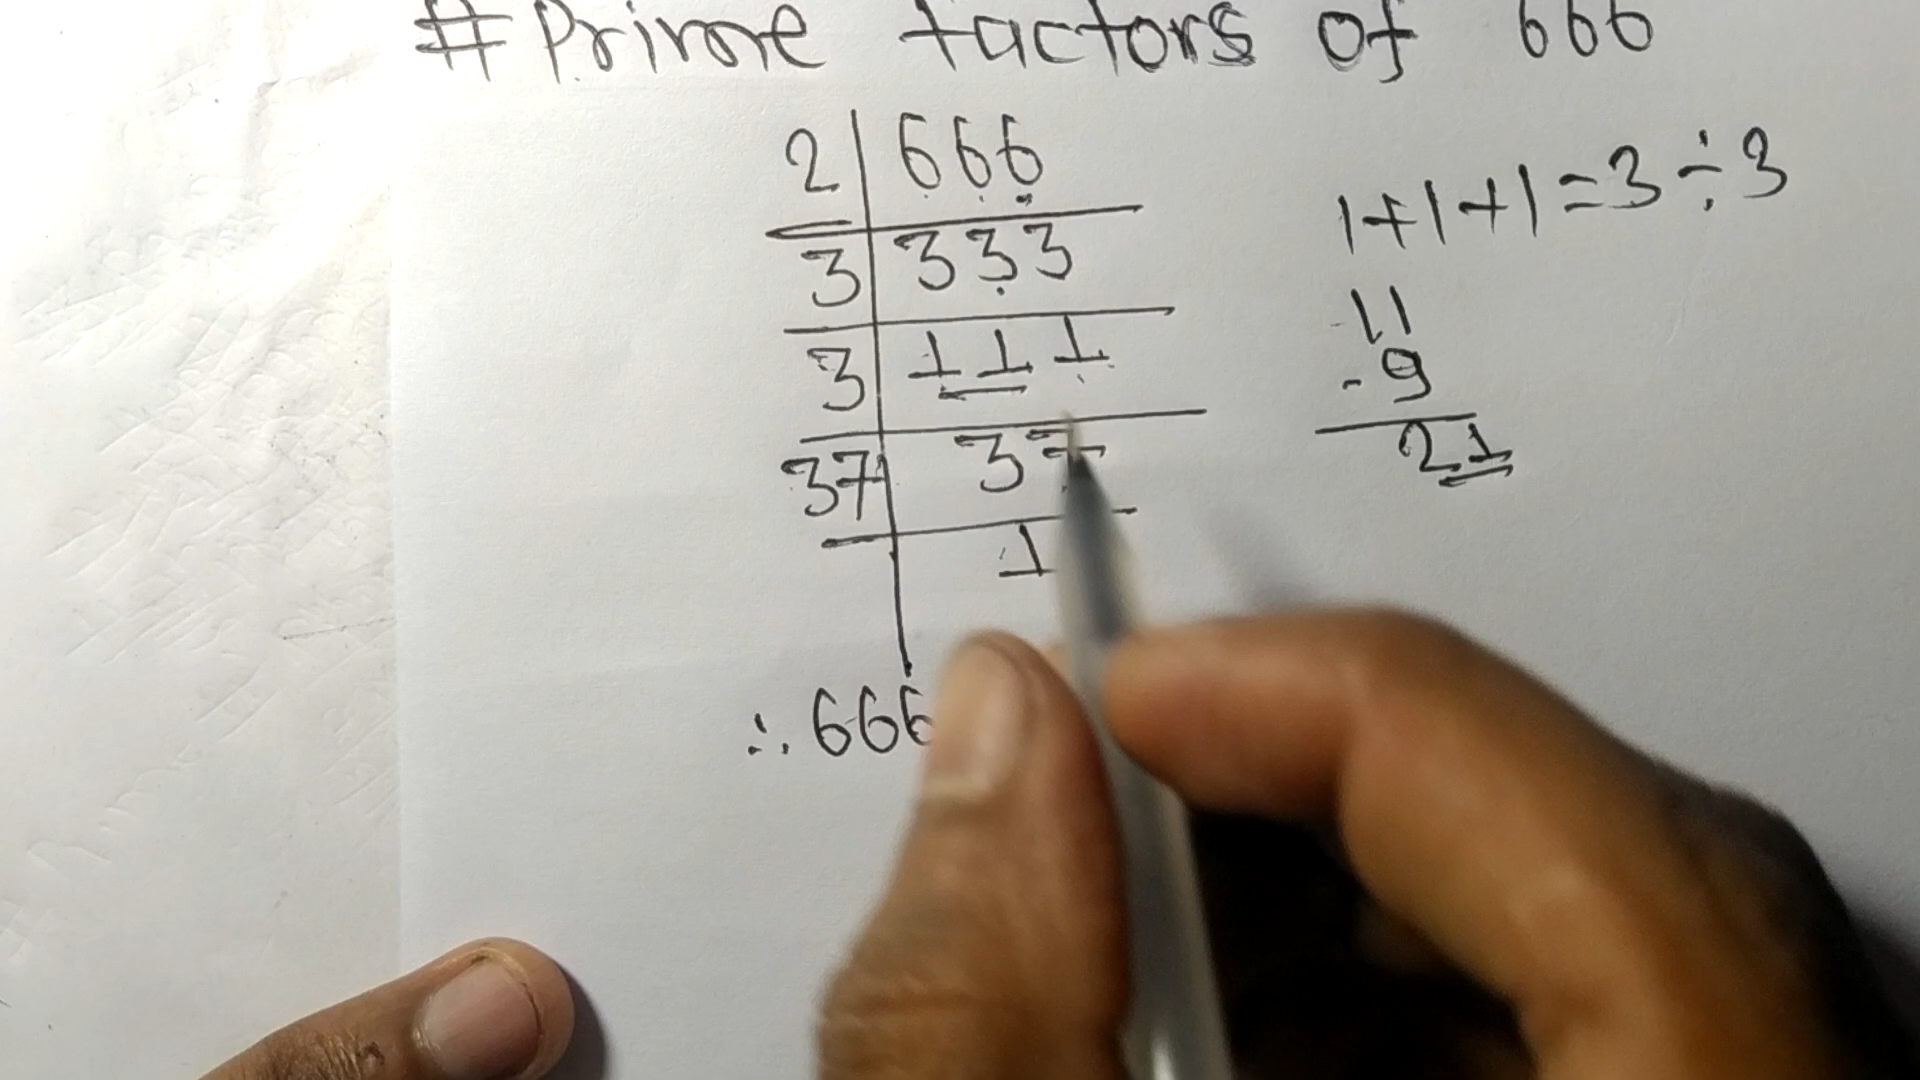 #Prime factors of 666
2 | 666
3 | 333
3 | 111
37 | 37
1
∴ 666
1+1+1=3÷3
11
-9
21